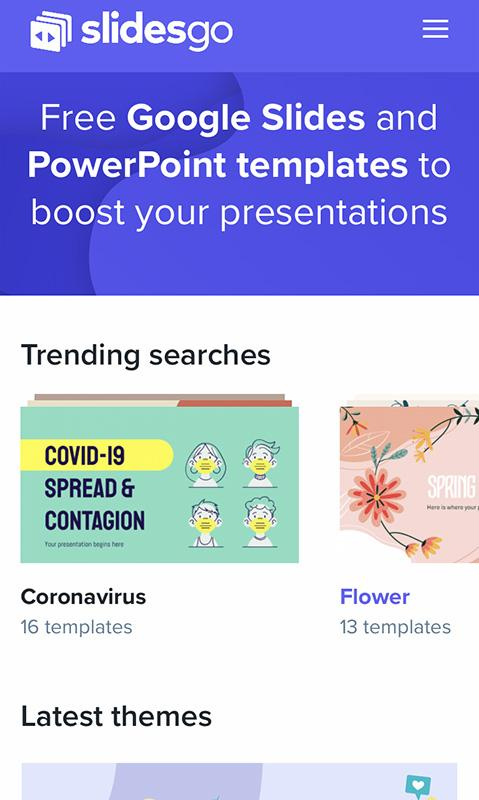 slidesgo
Free Google Slides and
PowerPoint templates to
boost your presentations
Trending searches
COVID-19
SPREAD &
CONTAGION
Your presentation begins here
SPRING
Here is where your
Coronavirus
16 templates
Flower
13 templates
Latest themes